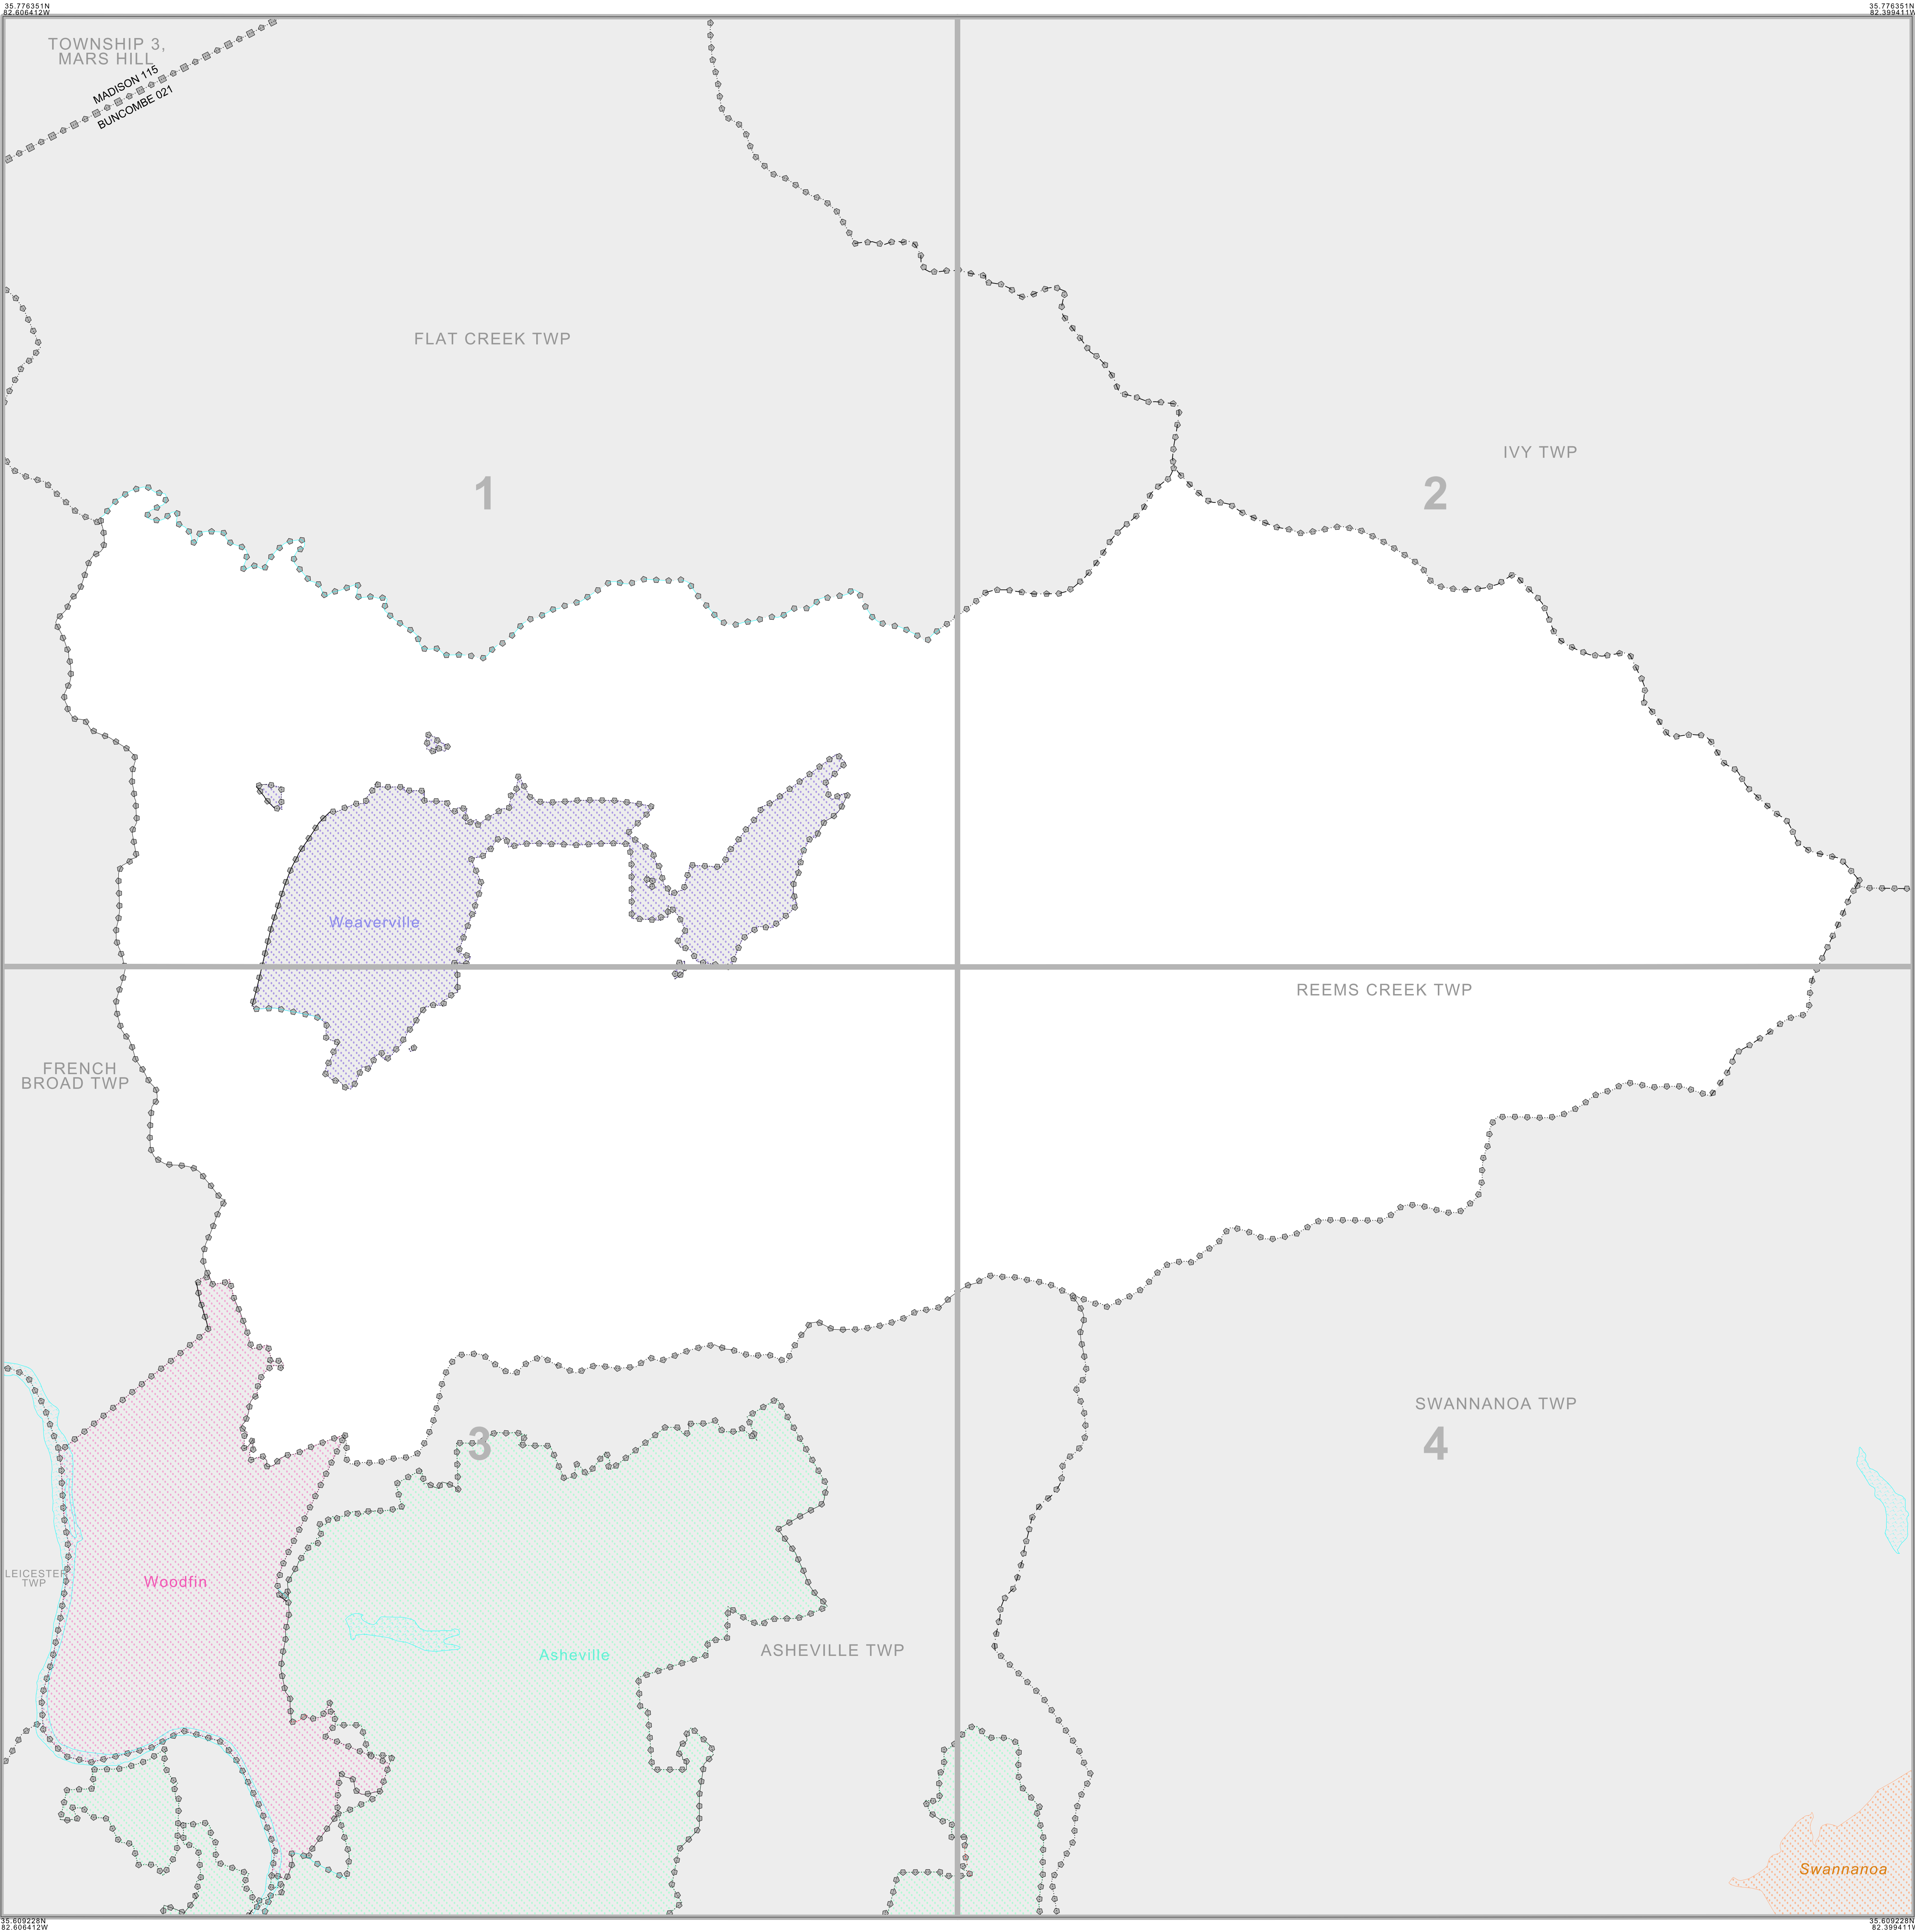 35.776351N
82.606412W
35.776351N
82.399411W
TOWNSHIP 3,
MARS HILL
MADISON 115
BUNCOMBE 021
FLAT CREEK TWP
IVY TWP
1
2
Weaverville
REEMS CREEK TWP
FRENCH
BROAD TWP
SWANNANOA TWP
3
4
LEICESTER
TWP
Woodfin
Asheville
ASHEVILLE TWP
Swannanoa
35.609228N
82.606412W
35.609228N
82.399411W